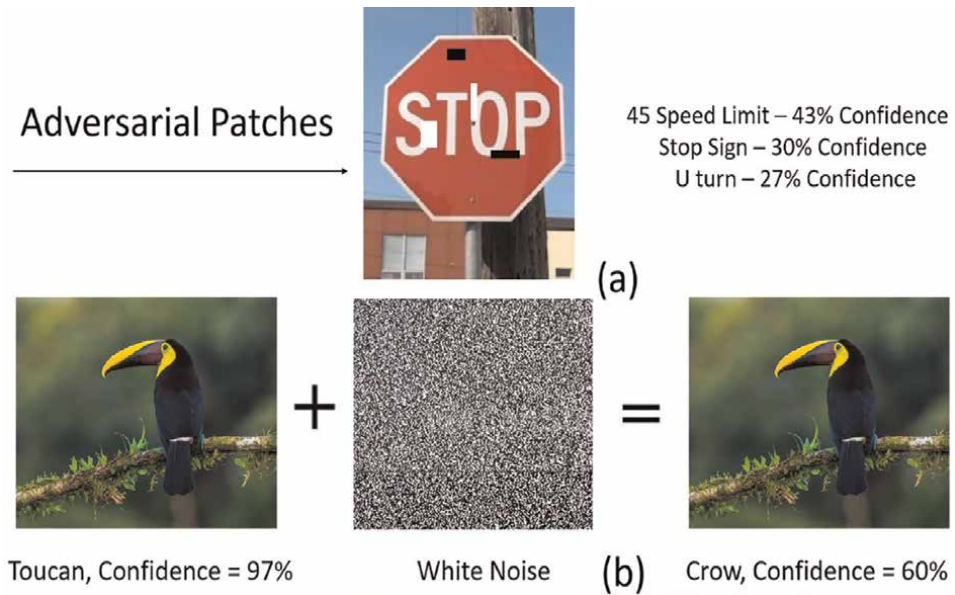 Adversarial Patches
STOP
45 Speed Limit – 43% Confidence
Stop Sign – 30% Confidence
U turn – 27% Confidence
(a)
+
=
Toucan, Confidence = 97%
White Noise
(b)
Crow, Confidence = 60%